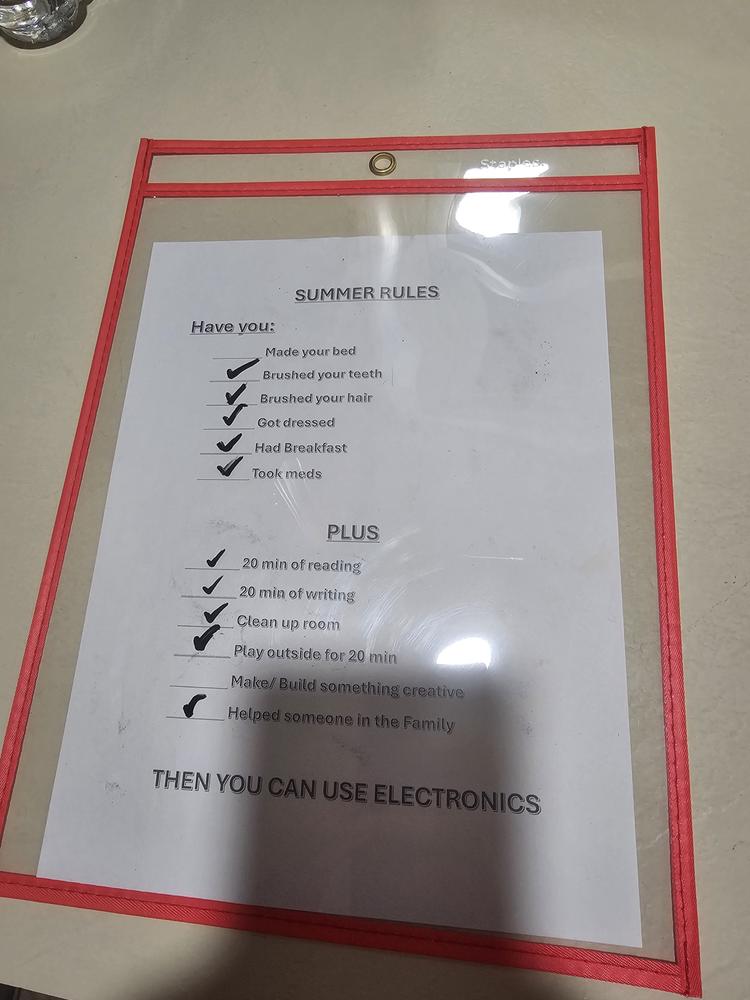 Staples
SUMMER RULES
Have you:
_____ Made your bed
✓ Brushed your teeth
✓ Brushed your hair
✓ Got dressed
✓ Had Breakfast
✓ Took meds
PLUS
✓ 20 min of reading
✓ 20 min of writing
✓ Clean up room
✓ Play outside for 20 min
_____ Make/ Build something creative
✓ Helped someone in the Family
THEN YOU CAN USE ELECTRONICS